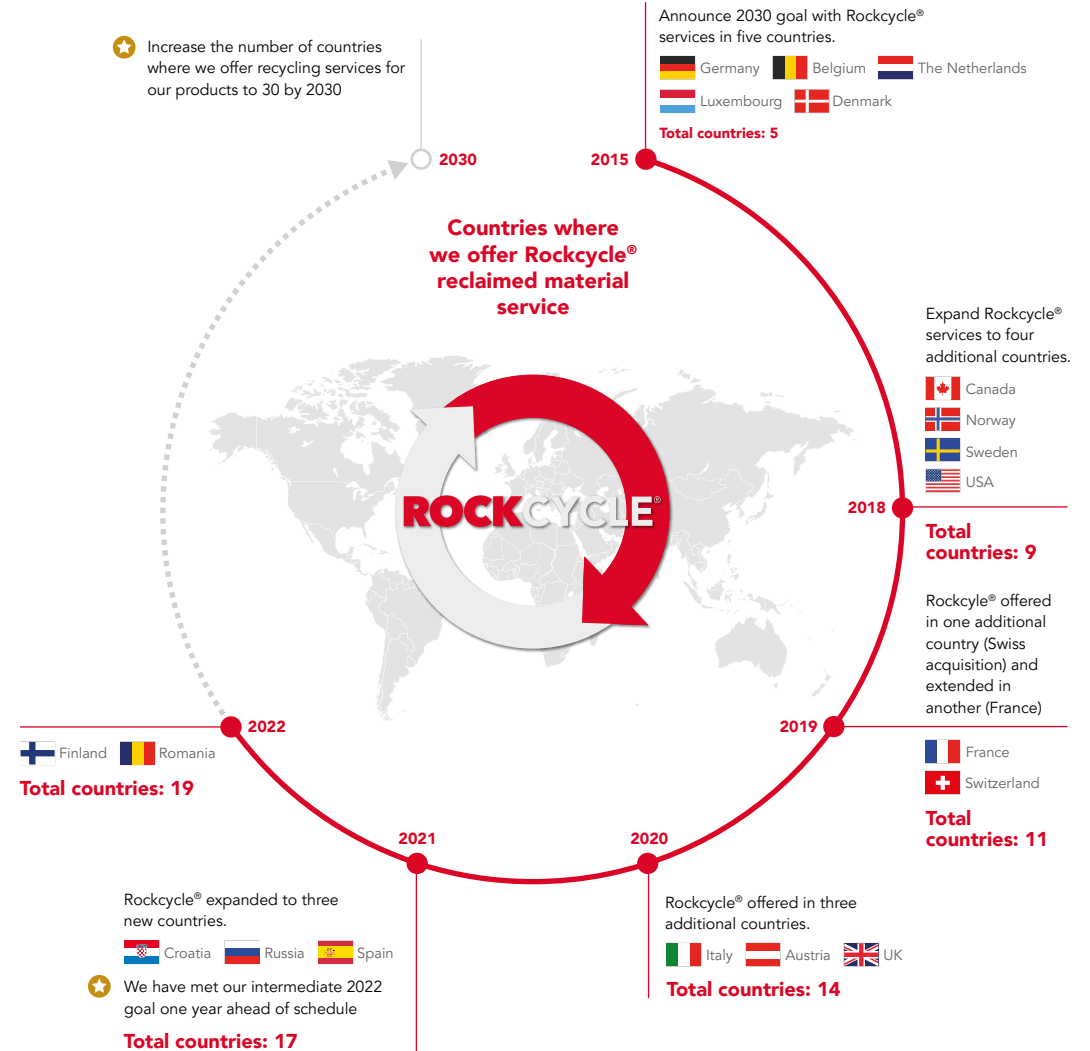 Increase the number of countries
where we offer recycling services for
our products to 30 by 2030
2030
2015
Announce 2030 goal with Rockcycle®
services in five countries.
Germany Belgium The Netherlands
Luxembourg Denmark
Total countries: 5
Countries where
we offer Rockcycle®
reclaimed material
service
ROCKCYCLE®
Expand Rockcycle®
services to four
additional countries.
Canada
Norway
Sweden
USA
2018
Total
countries: 9
Rockcyle® offered
in one additional
country (Swiss
acquisition) and
extended in
another (France)
2019
France
Switzerland
Total
countries: 11
2020
Rockcycle® offered in three
additional countries.
Italy Austria UK
Total countries: 14
2021
Rockcycle® expanded to three
new countries.
Croatia Russia Spain
We have met our intermediate 2022
goal one year ahead of schedule
Total countries: 17
2022
Finland Romania
Total countries: 19